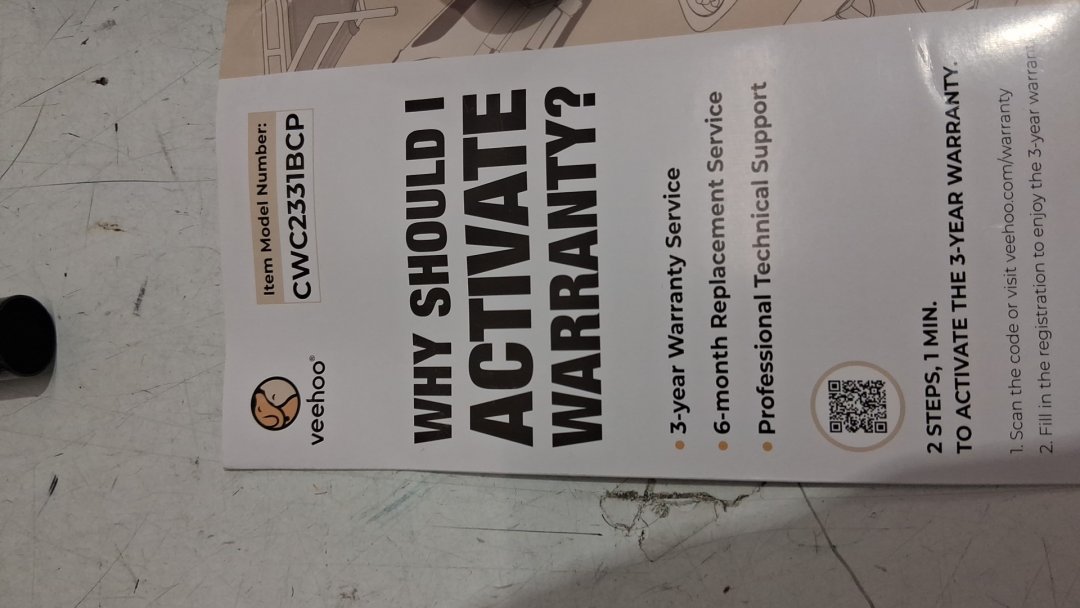 Item Model Number:
CWC2331BCP
veehoo®
WHY SHOULD I
ACTIVATE
WARRANTY?
• 3-year Warranty Service
• 6-month Replacement Service
• Professional Technical Support
2 STEPS, 1 MIN.
TO ACTIVATE THE 3-YEAR WARRANTY.
1. Scan the code or visit veehoo.com/warranty
2. Fill in the registration to enjoy the 3-year